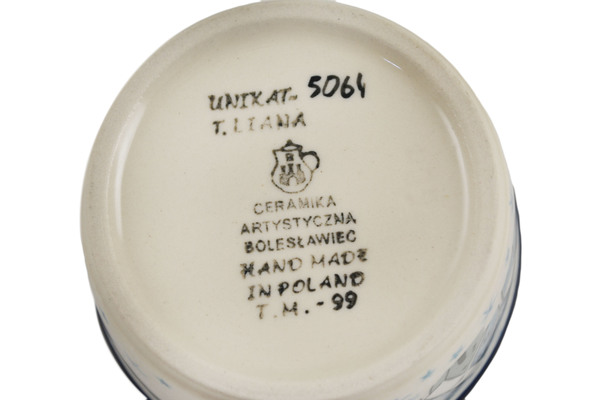 UNIKAT- 5064
T. LIANA
CERAMIKA
ARTYSTYCZNA
BOLESŁAWIEC
HAND MADE
IN POLAND
T. M. - 99